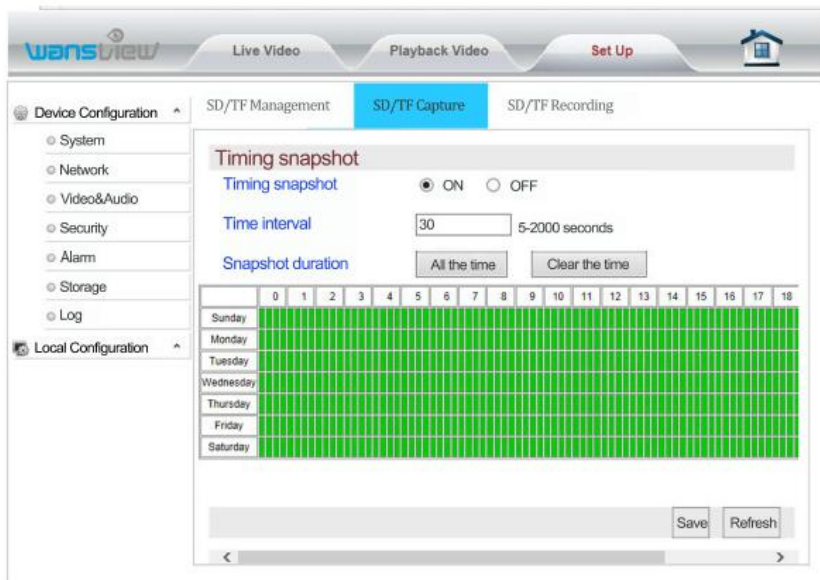 wansview
Live Video
Playback Video
Set Up
Device Configuration
System
Network
Video&Audio
Security
Alarm
Storage
Log
Local Configuration
SD/TF Management
SD/TF Capture
SD/TF Recording
Timing snapshot
Timing snapshot ON OFF
Time interval 30 5-2000 seconds
Snapshot duration All the time Clear the time
0 1 2 3 4 5 6 7 8 9 10 11 12 13 14 15 16 17 18
Sunday
Monday
Tuesday
Wednesday
Thursday
Friday
Saturday
Save Refresh